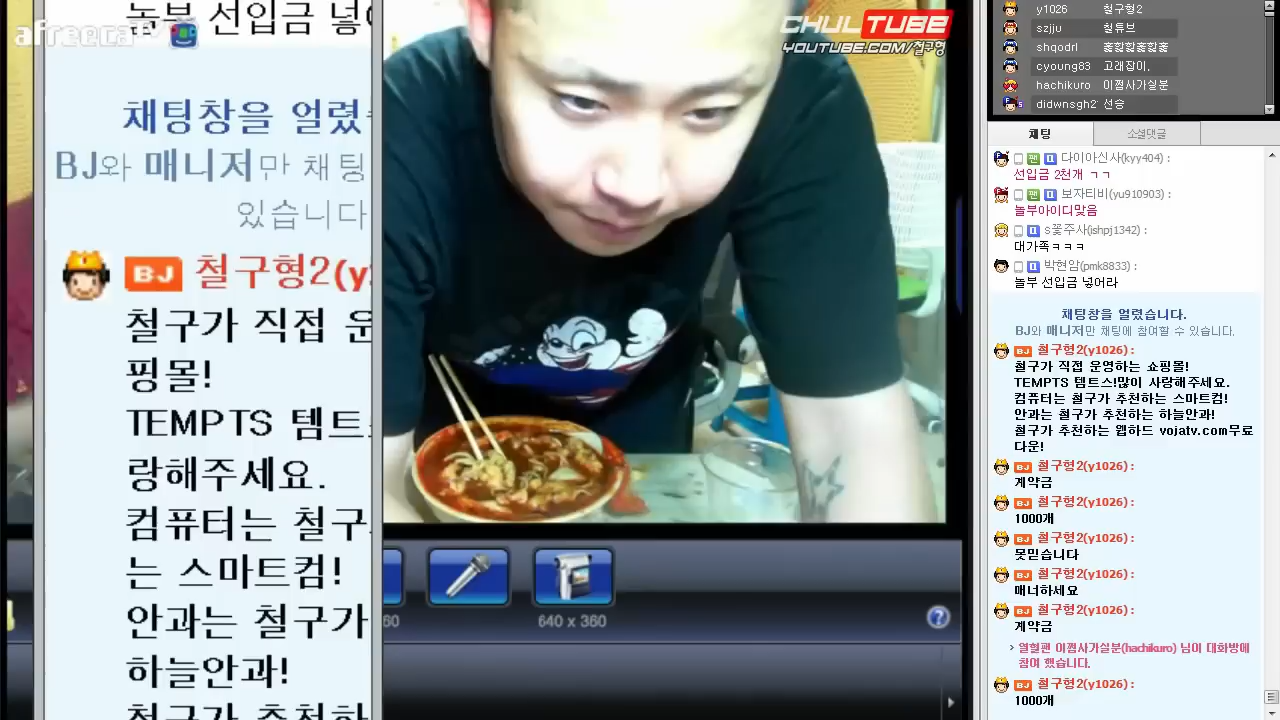 afreecaTV
놀부 선입금 넣
채팅창을 얼렸
BJ와 매니저만 채팅
있습니다
BJ 철구형2(y
철구가 직접 운
핑몰!
TEMPTS 템트
랑해주세요.
컴퓨터는 철구
는 스마트컴!
안과는 철구가
하늘안과!
철구가 추천하
CHULTUBE
YOUTUBE.COM/철구형
60
640 x 360
?
y1026 철구형2
szjju 철튜브
shqodrl
cyoung83 고래잡이,
hachikuro 이쩜사가실분
didwnsghz 선승
채팅
소셜댓글
팬 다이아신사(kyy404) :
선입금 2천개 ㄱㄱ
팬 보자티비(yu910903) :
놀부아이디맞음
s꽃주사(ishpj1342) :
대가족ㅋㅋㅋ
박현암(pmk8833) :
놀부 선입금 넣어라
채팅창을 얼렸습니다.
BJ와 매니저만 채팅에 참여할 수 있습니다.
BJ 철구형2(y1026) :
철구가 직접 운영하는 쇼핑몰!
TEMPTS 템트스!많이 사랑해주세요.
컴퓨터는 철구가 추천하는 스마트컴!
안과는 철구가 추천하는 하늘안과!
철구가 추천하는 웹하드 vojatv.com무료
다운!
BJ 철구형2(y1026) :
계약금
BJ 철구형2(y1026) :
1000개
BJ 철구형2(y1026) :
못믿습니다
BJ 철구형2(y1026) :
매너하세요
BJ 철구형2(y1026) :
계약금
열혈팬 이쩜사가실분(hachikuro) 님이 대화방에
참여 했습니다.
BJ 철구형2(y1026) :
1000개